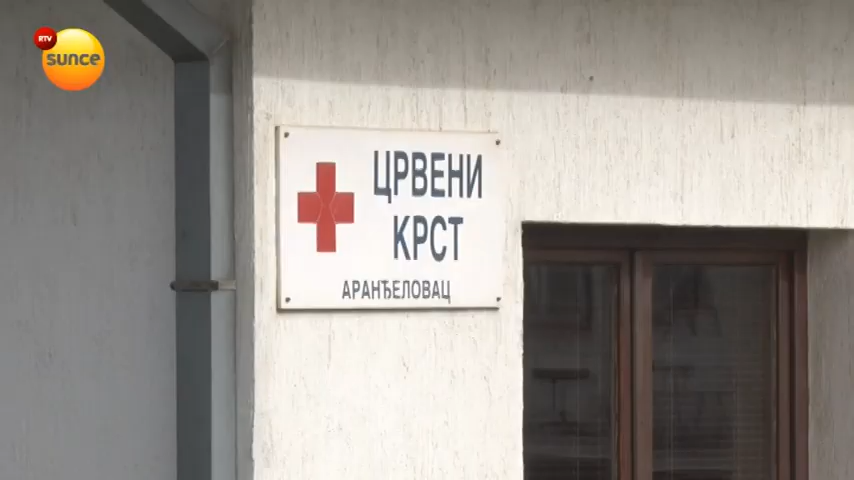 RTV
sunce
ЦРВЕНИ
КРСТ
АРАНЂЕЛОВАЦ